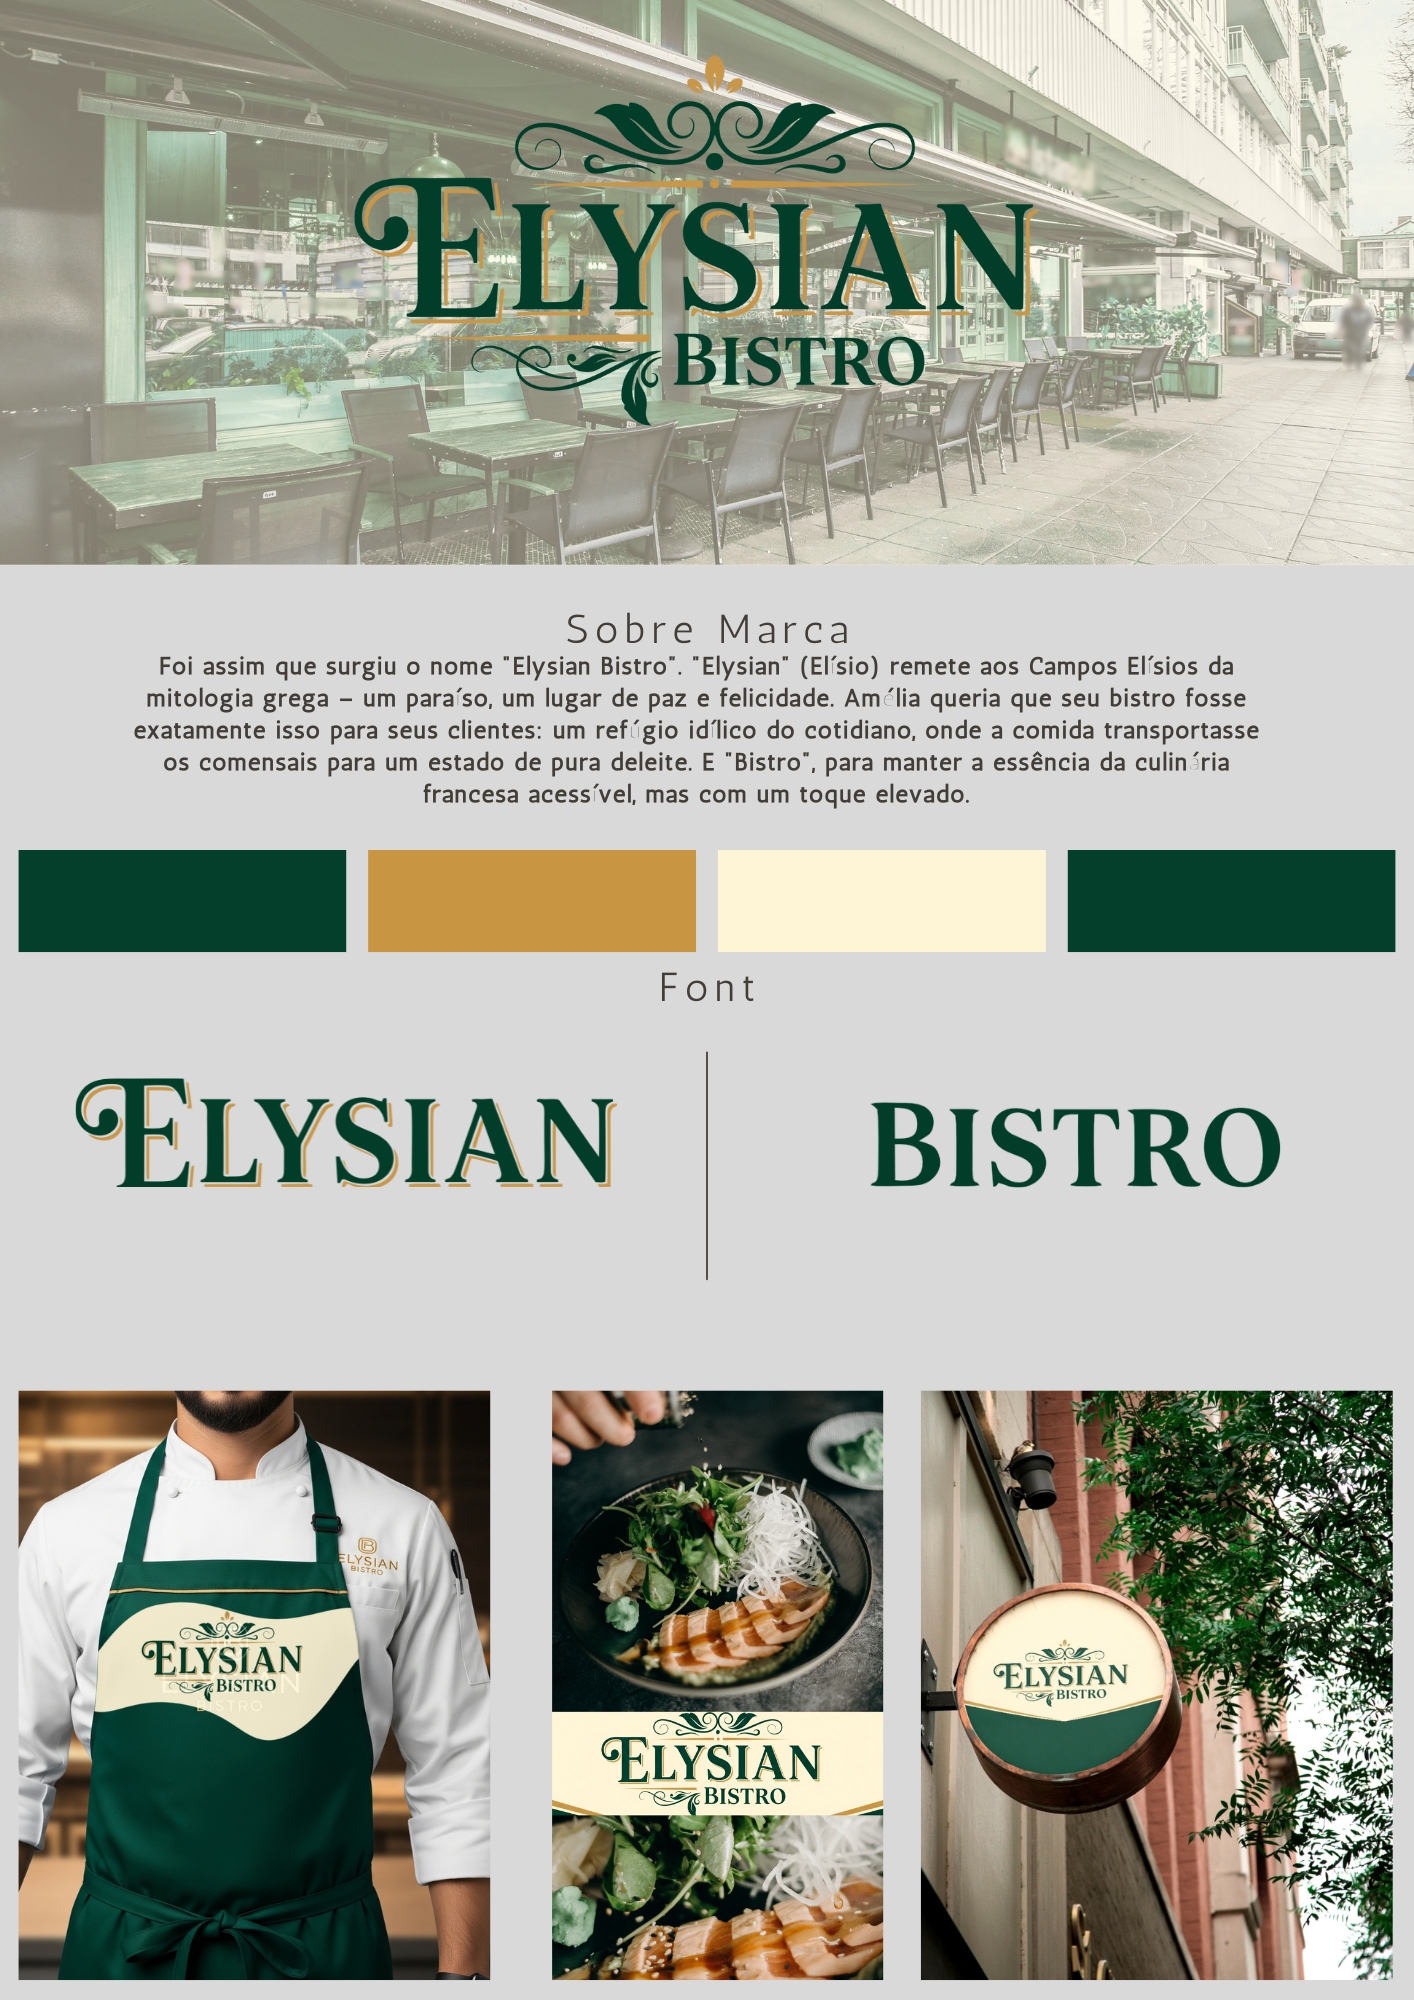 ELYSIAN
BISTRO
Sobre Marca
Foi assim que surgiu o nome "Elysian Bistro". "Elysian" (Elísio) remete aos Campos Elísios da
mitologia grega – um paraíso, um lugar de paz e felicidade. Amélia queria que seu bistro fosse
exatamente isso para seus clientes: um refúgio idílico do cotidiano, onde a comida transportasse
os comensais para um estado de pura deleite. E "Bistro", para manter a essência da culinária
francesa acessível, mas com um toque elevado.
Font
ELYSIAN
BISTRO
ELYSIAN
BISTRO
ELYSIAN
BISTRO
BISTRO
ELYSIAN
BISTRO
ELYSIAN
BISTRO